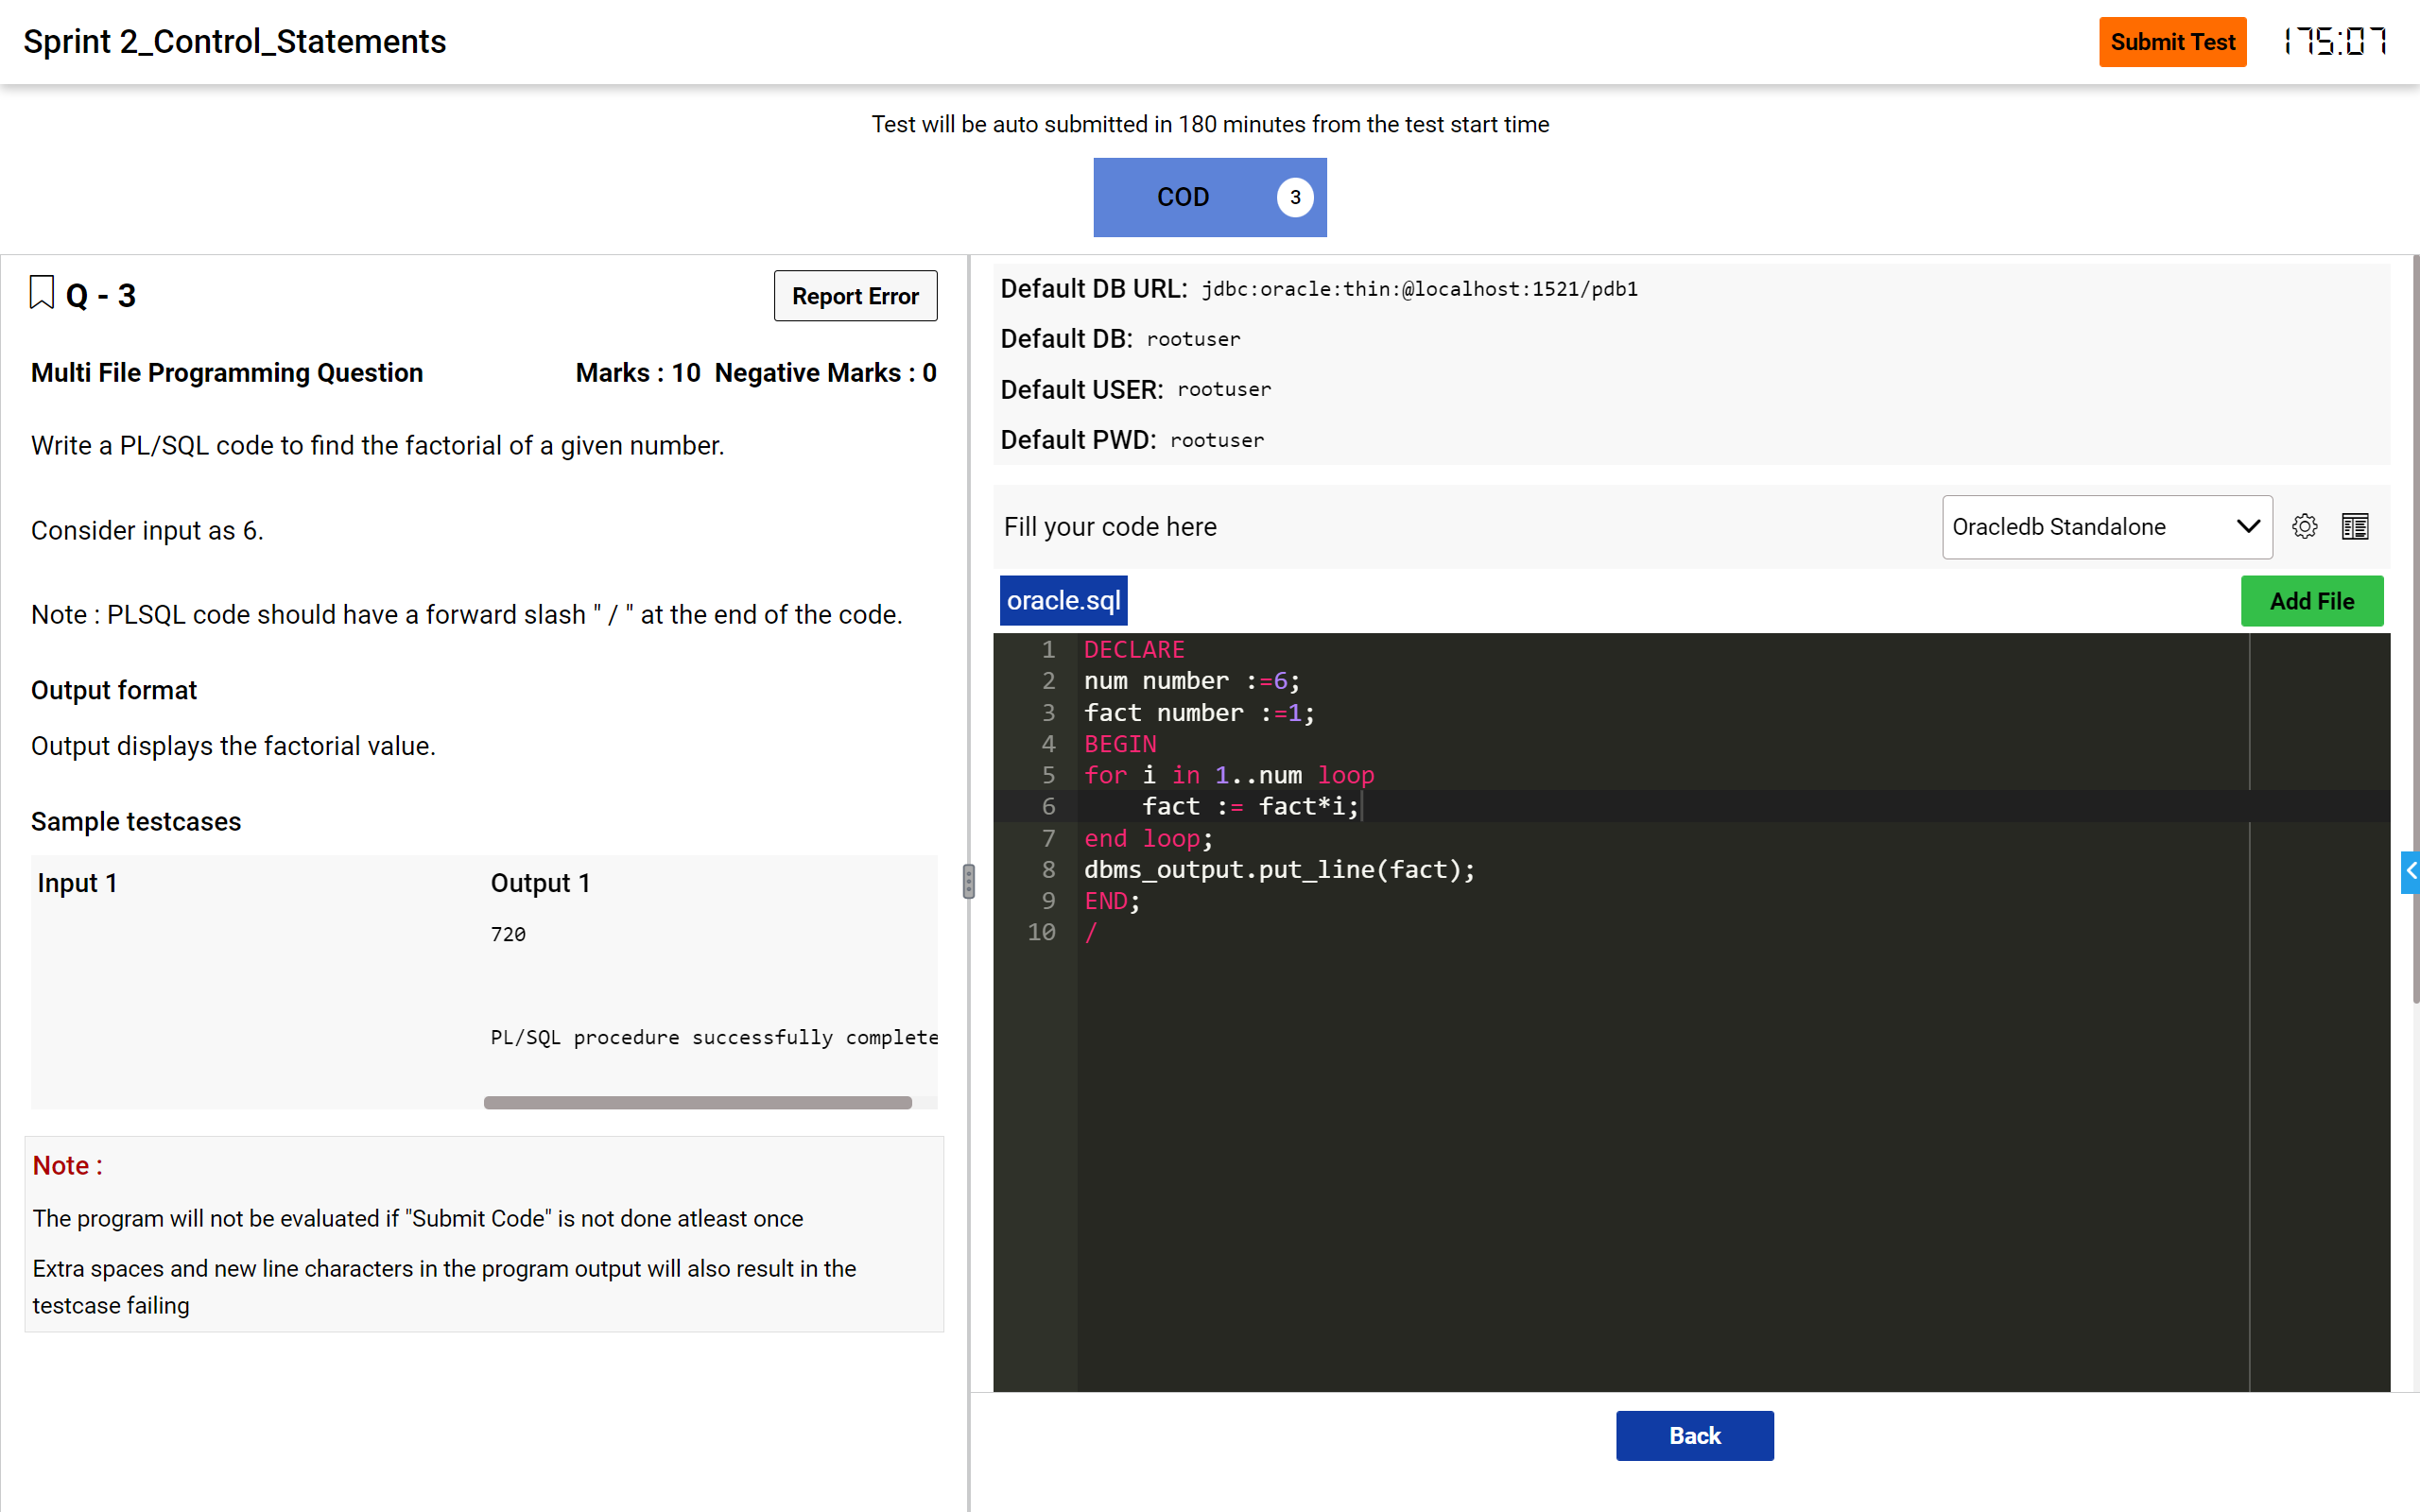 Sprint 2_Control_Statements
Submit Test
175:07
Test will be auto submitted in 180 minutes from the test start time
COD 3
Q - 3
Report Error
Multi File Programming Question
Marks : 10 Negative Marks : 0
Write a PL/SQL code to find the factorial of a given number.
Consider input as 6.
Note : PLSQL code should have a forward slash " / " at the end of the code.
Output format
Output displays the factorial value.
Sample testcases
Input 1
Output 1
720
PL/SQL procedure successfully complete
Note :
The program will not be evaluated if "Submit Code" is not done atleast once
Extra spaces and new line characters in the program output will also result in the
testcase failing
Default DB URL: jdbc:oracle:thin:@localhost:1521/pdb1
Default DB: rootuser
Default USER: rootuser
Default PWD: rootuser
Fill your code here
Oracledb Standalone
oracle.sql
Add File
1 DECLARE
2 num number :=6;
3 fact number :=1;
4 BEGIN
5 for i in 1..num loop
6     fact := fact*i;
7 end loop;
8 dbms_output.put_line(fact);
9 END;
10 /
Back